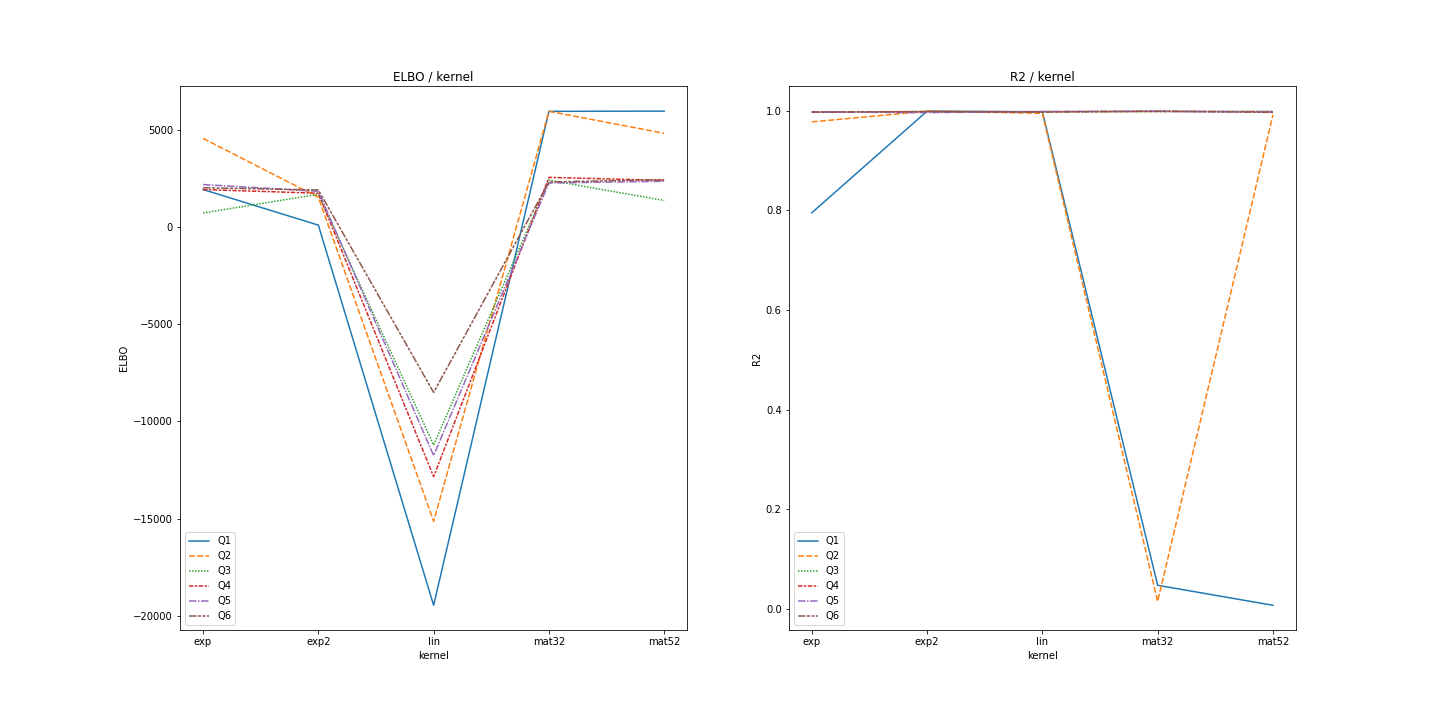 ELBO / kernel
5000
0
−5000
−10000
−15000
−20000
ELBO
Q1
Q2
Q3
Q4
Q5
Q6
exp
exp2
lin
mat32
mat52
kernel
R2 / kernel
1.0
0.8
0.6
0.4
0.2
0.0
R2
Q1
Q2
Q3
Q4
Q5
Q6
exp
exp2
lin
mat32
mat52
kernel